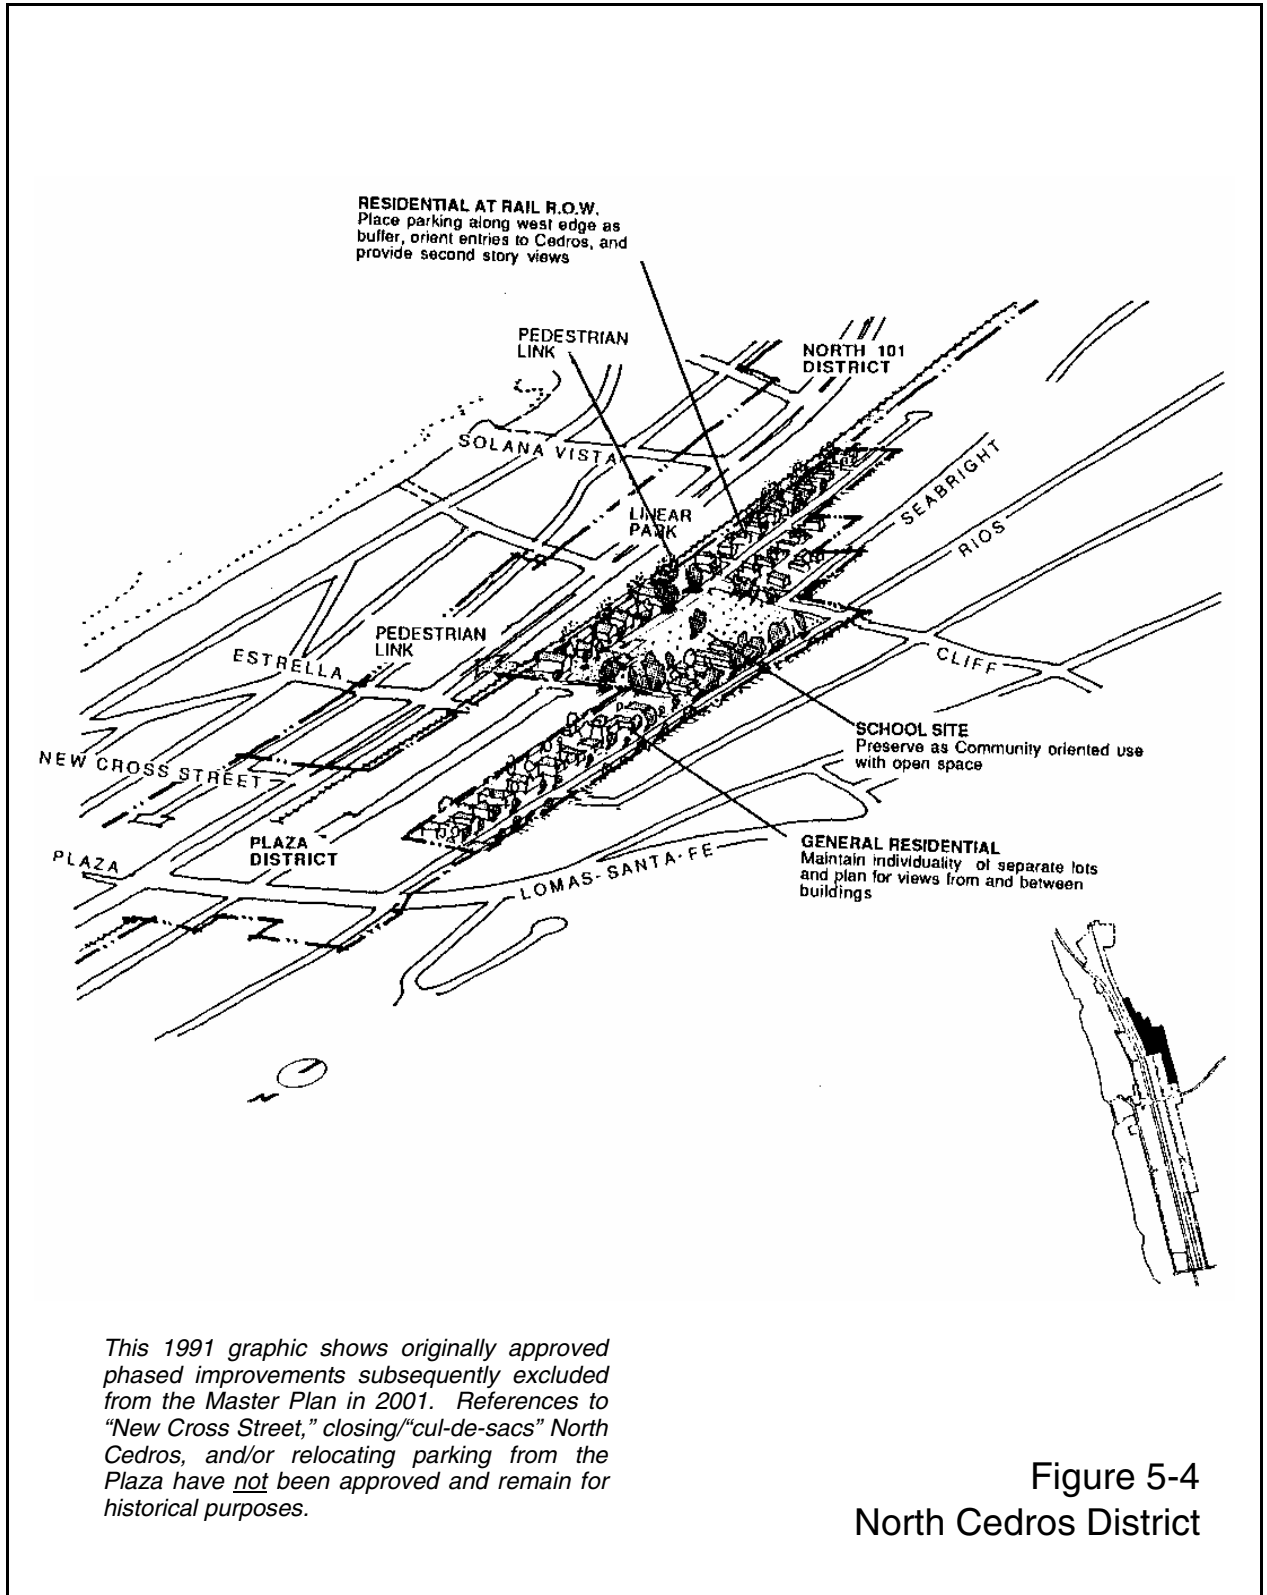 RESIDENTIAL AT RAIL R.O.W.
Place parking along west edge as
buffer, orient entries to Cedros, and
provide second story views
PEDESTRIAN
LINK
NORTH 101
DISTRICT
SOLANA VISTA
LINEAR
PARK
SEABRIGHT
RIOS
PEDESTRIAN
LINK
ESTRELLA
CLIFF
SCHOOL SITE
Preserve as Community oriented use
with open space
NEW CROSS STREET
PLAZA
DISTRICT
GENERAL RESIDENTIAL
Maintain individuality of separate lots
and plan for views from and between
buildings
PLAZA
LOMAS-SANTA-FE
N
This 1991 graphic shows originally approved
phased improvements subsequently excluded
from the Master Plan in 2001. References to
“New Cross Street,” closing/“cul-de-sacs” North
Cedros, and/or relocating parking from the
Plaza have not been approved and remain for
historical purposes.
Figure 5-4
North Cedros District